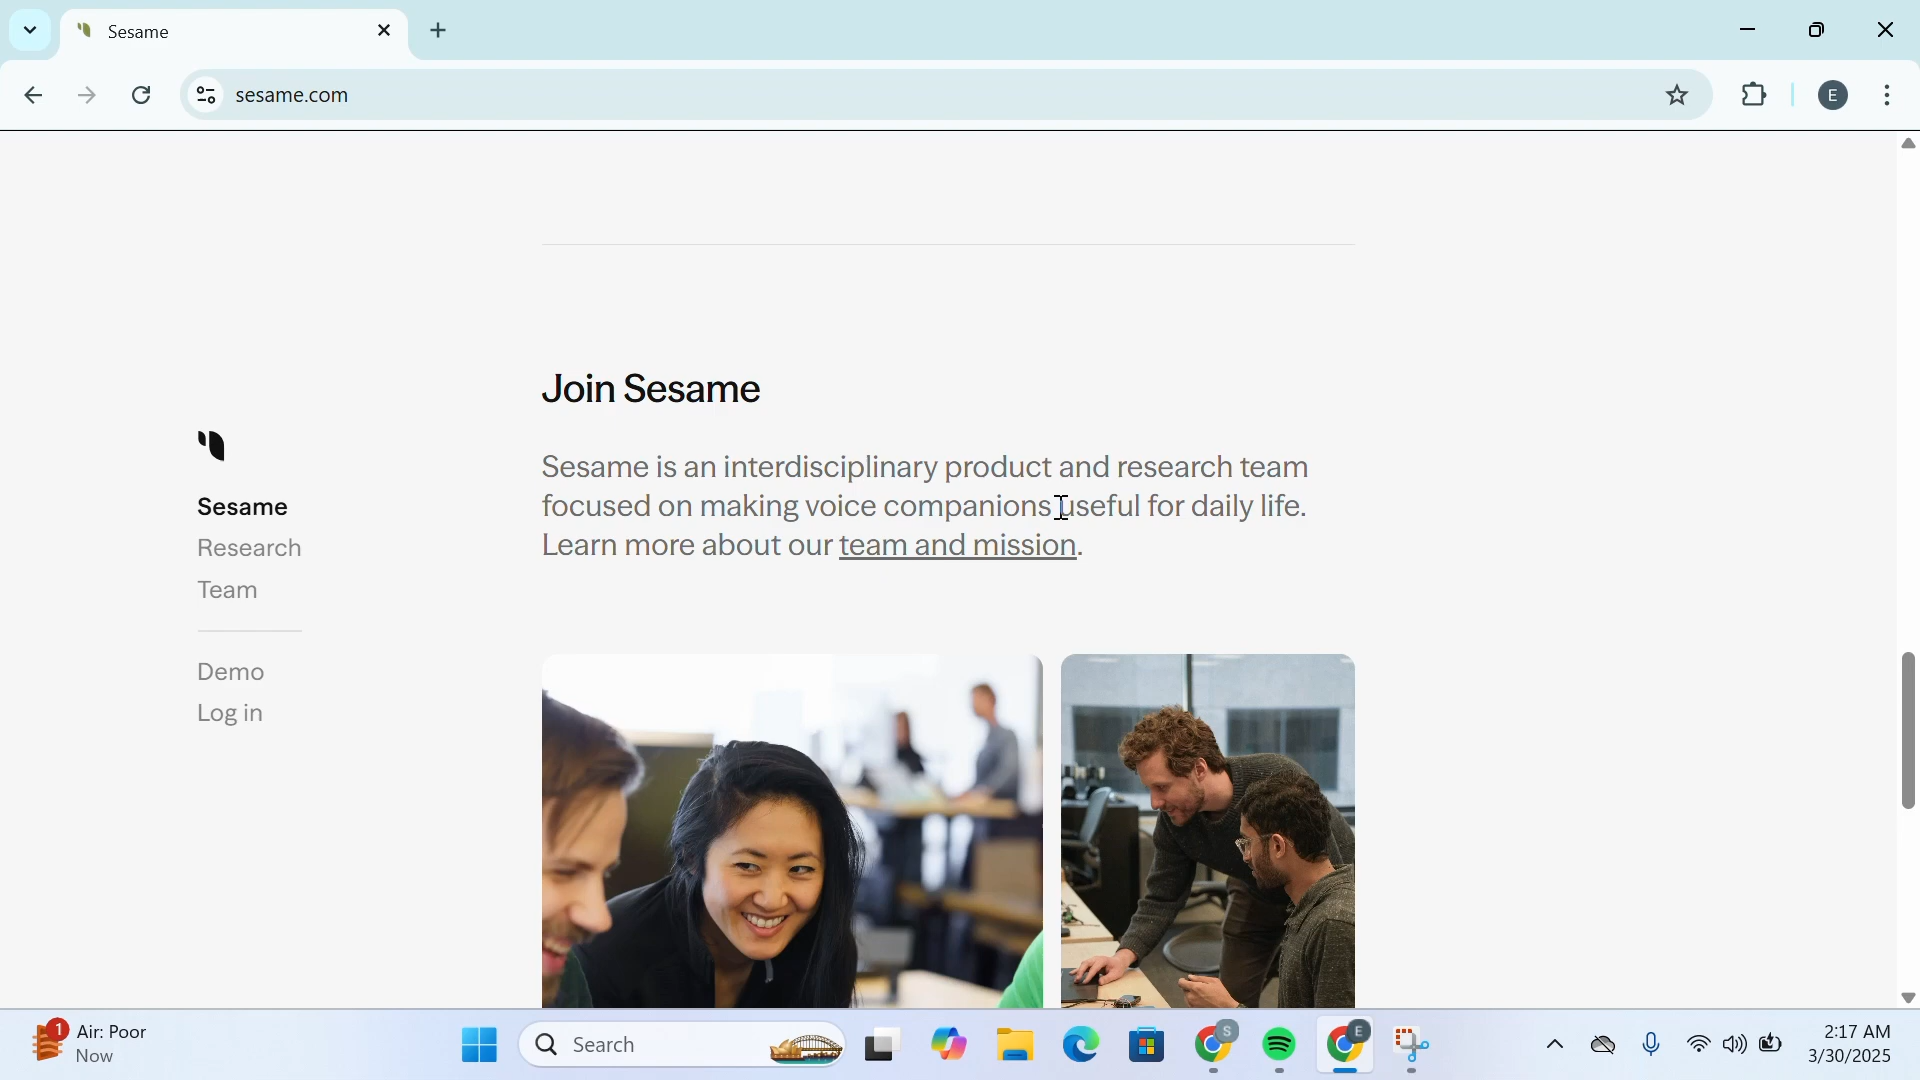 Sesame
sesame.com
E
Join Sesame
Sesame is an interdisciplinary product and research team
focused on making voice companions useful for daily life.
Learn more about our team and mission.
Sesame
Research
Team
Demo
Log in
1
Air: Poor
Now
Search
S
E
2:17 AM
3/30/2025